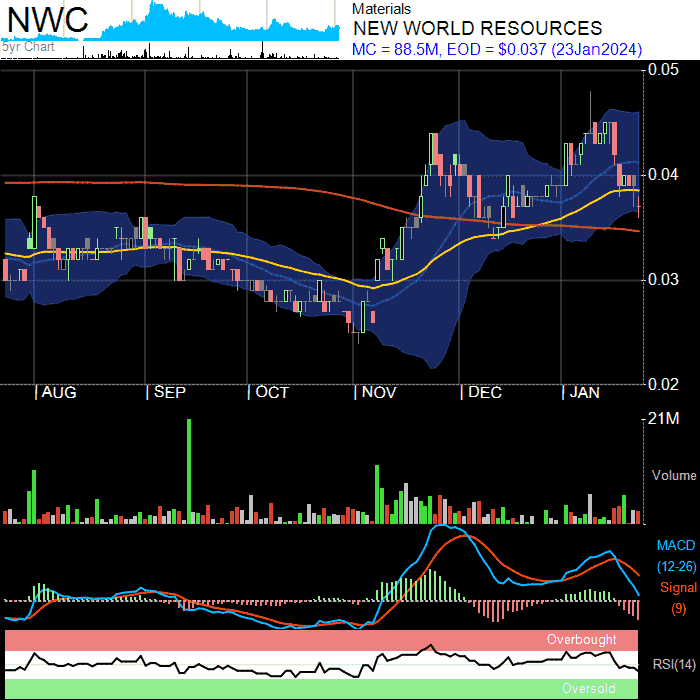 NWC
5yr Chart
Materials
NEW WORLD RESOURCES
MC = 88.5M, EOD = $0.037 (23Jan2024)
0.05
0.04
0.03
0.02
AUG SEP OCT NOV DEC JAN
21M
Volume
MACD
(12-26)
Signal
(9)
Overbought
RSI(14)
Oversold